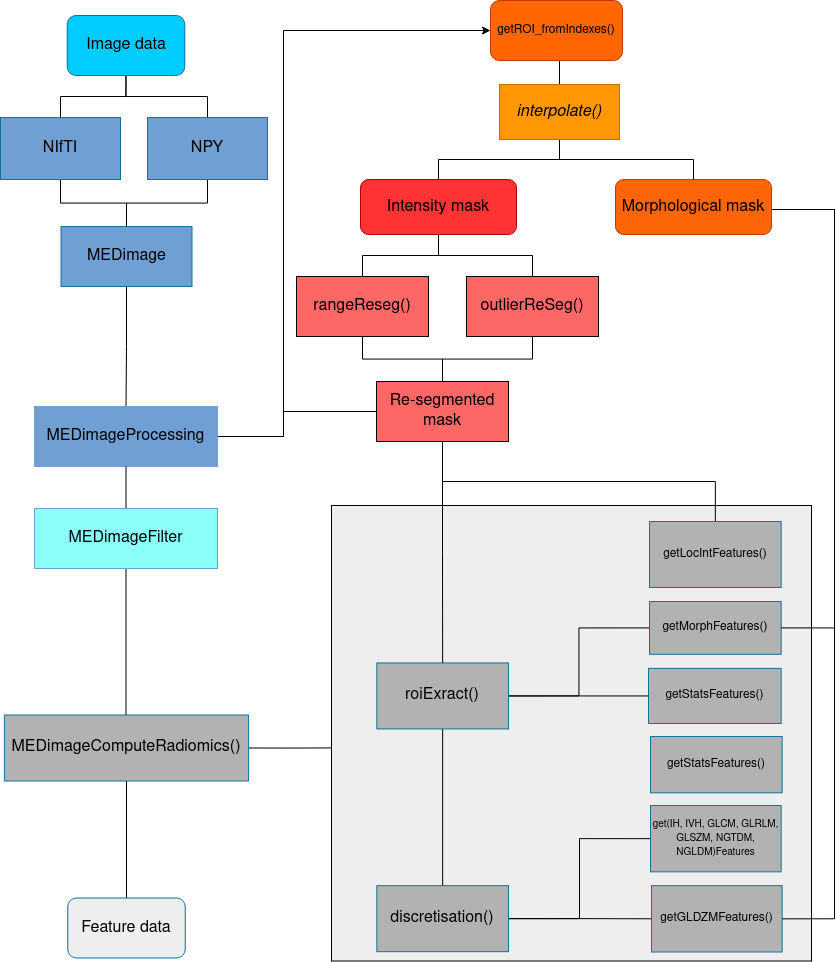 Image data
NIfTI
NPY
MEDimage
MEDimageProcessing
MEDimageFilter
MEDimageComputeRadiomics()
Feature data
getROI_fromIndexes()
interpolate()
Intensity mask
Morphological mask
rangeReseg()
outlierReSeg()
Re-segmented
mask
getLocIntFeatures()
getMorphFeatures()
roiExract()
getStatsFeatures()
getStatsFeatures()
get(IH, IVH, GLCM, GLRLM,
GLSZM, NGTDM,
NGLDM)Features
discretisation()
getGLDZMFeatures()